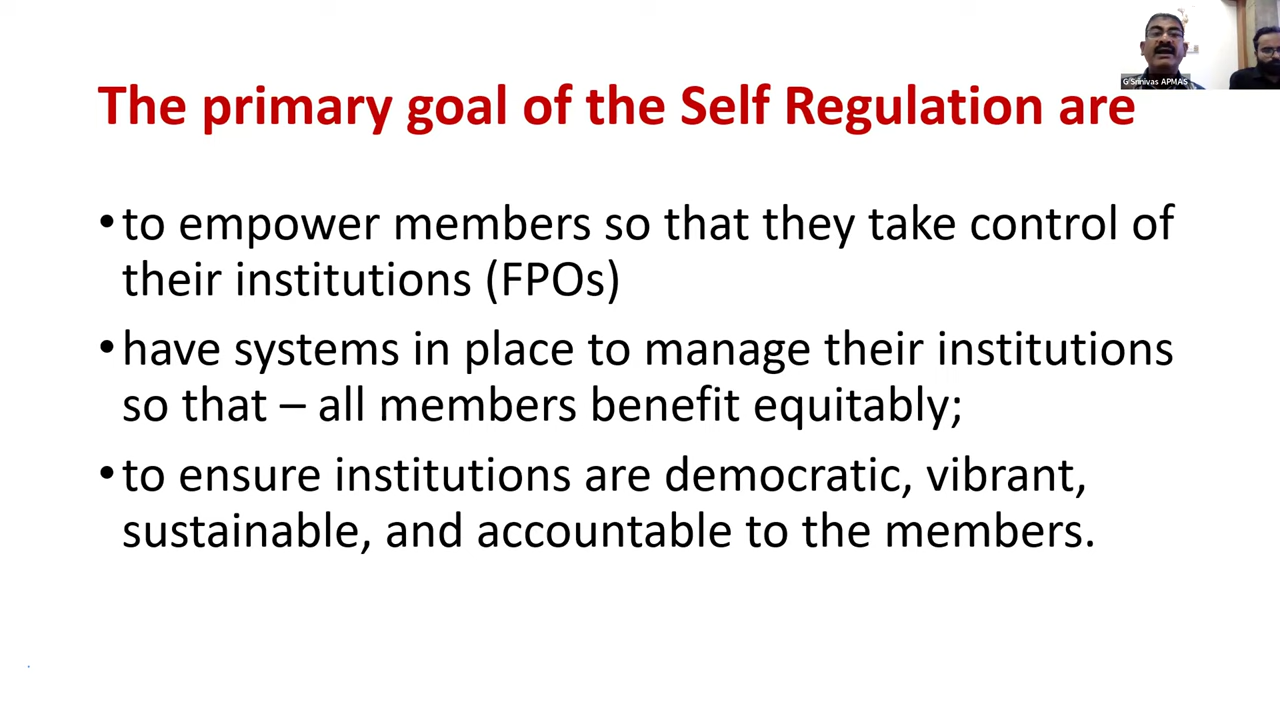 G Srinivas APMAS
The primary goal of the Self Regulation are
•to empower members so that they take control of
their institutions (FPOs)
•have systems in place to manage their institutions
so that – all members benefit equitably;
•to ensure institutions are democratic, vibrant,
sustainable, and accountable to the members.